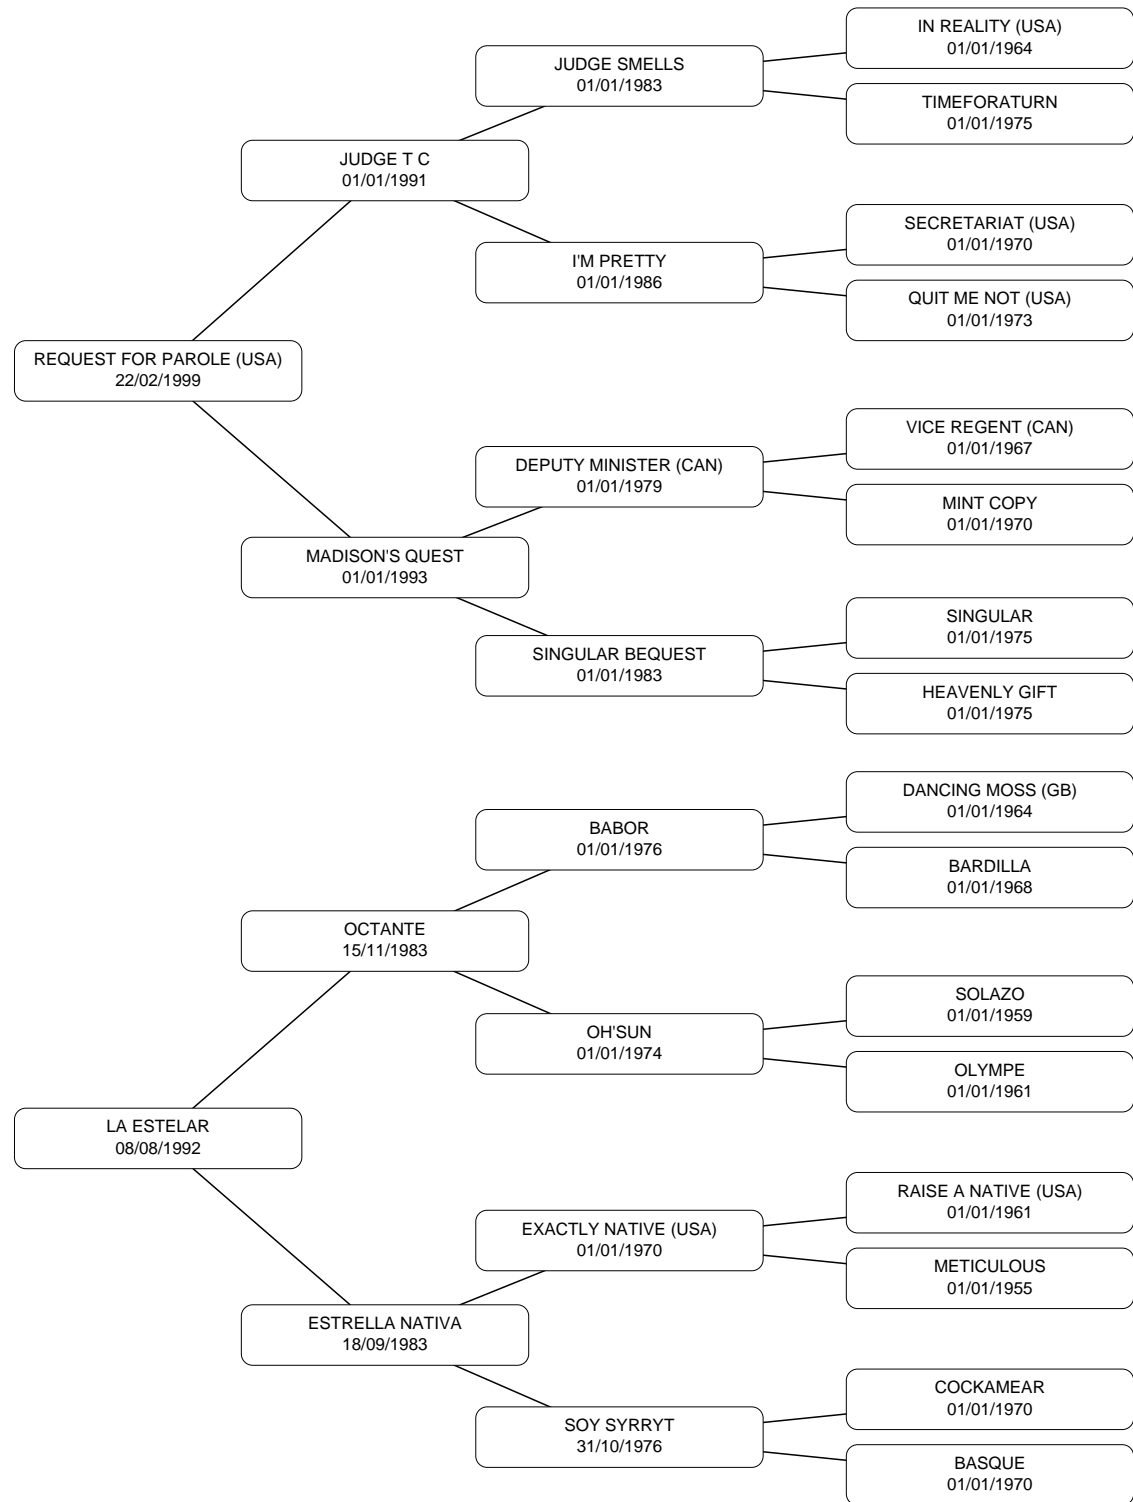 IN REALITY (USA)
01/01/1964
JUDGE SMELLS
01/01/1983
TIMEFORATURN
01/01/1975
JUDGE T C
01/01/1991
SECRETARIAT (USA)
01/01/1970
I'M PRETTY
01/01/1986
QUIT ME NOT (USA)
01/01/1973
REQUEST FOR PAROLE (USA)
22/02/1999
VICE REGENT (CAN)
01/01/1967
DEPUTY MINISTER (CAN)
01/01/1979
MINT COPY
01/01/1970
MADISON'S QUEST
01/01/1993
SINGULAR
01/01/1975
SINGULAR BEQUEST
01/01/1983
HEAVENLY GIFT
01/01/1975
DANCING MOSS (GB)
01/01/1964
BABOR
01/01/1976
BARDILLA
01/01/1968
OCTANTE
15/11/1983
SOLAZO
01/01/1959
OH'SUN
01/01/1974
OLYMPE
01/01/1961
LA ESTELAR
08/08/1992
RAISE A NATIVE (USA)
01/01/1961
EXACTLY NATIVE (USA)
01/01/1970
METICULOUS
01/01/1955
ESTRELLA NATIVA
18/09/1983
COCKAMEAR
01/01/1970
SOY SYRRYT
31/10/1976
BASQUE
01/01/1970